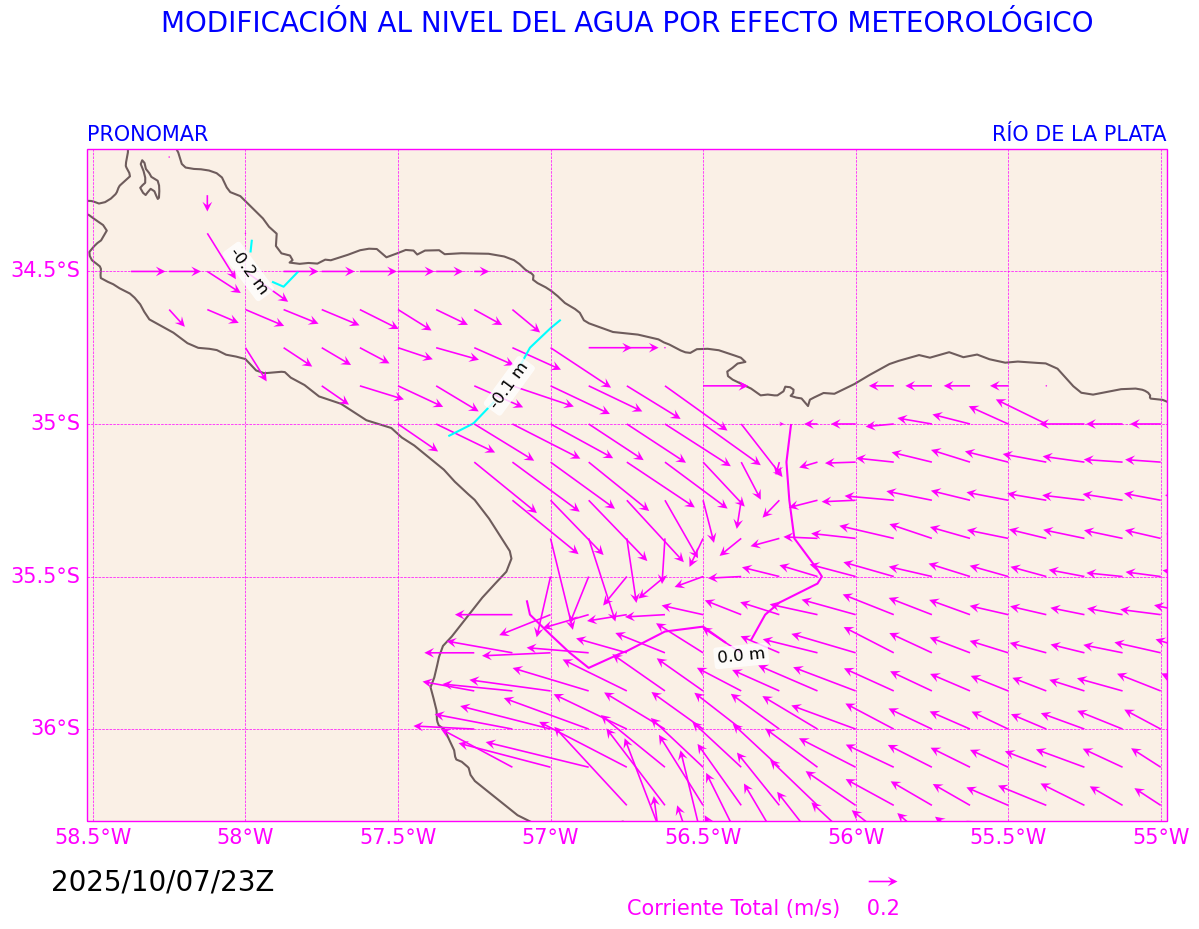 MODIFICACIÓN AL NIVEL DEL AGUA POR EFECTO METEOROLÓGICO
PRONOMAR
RÍO DE LA PLATA
-0.2 m
34.5°S
-0.1 m
35°S
35.5°S
0.0 m
36°S
58.5°W 58°W 57.5°W 57°W 56.5°W 56°W 55.5°W 55°W
2025/10/07/23Z
Corriente Total (m/s) 0.2